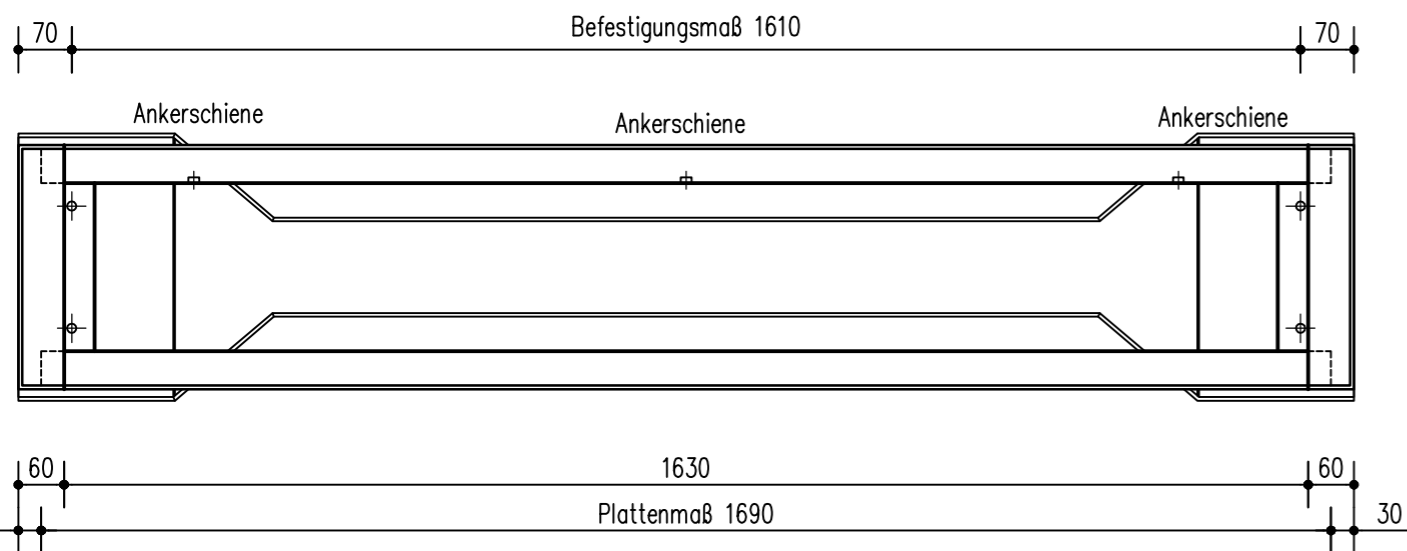 70 Befestigungsmaß 1610 70
Ankerschiene Ankerschiene Ankerschiene
60 1630 60
Plattenmaß 1690 30